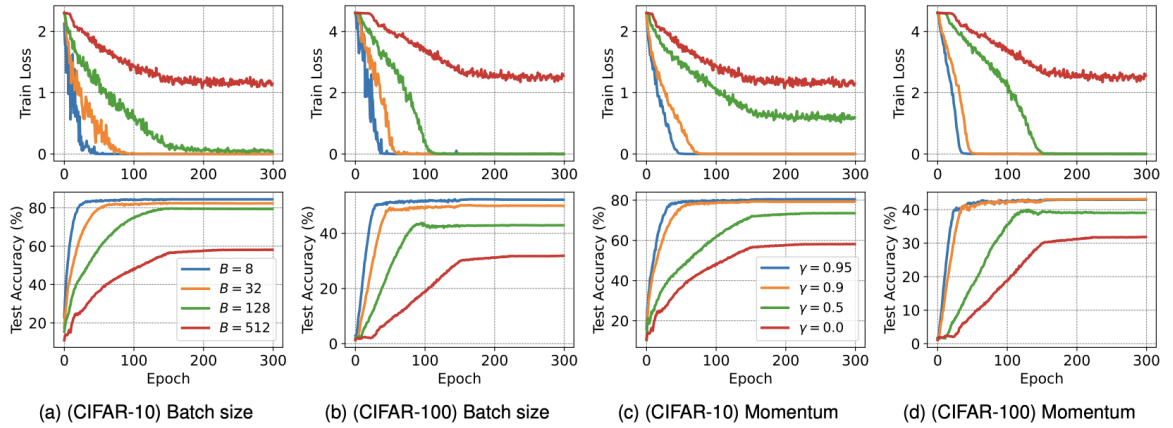 Train Loss
2
1
0
0 100 200 300
Train Loss
4
2
0
0 100 200 300
Train Loss
2
1
0
0 100 200 300
Train Loss
4
2
0
0 100 200 300
Test Accuracy (%)
80
60
40
20
B = 8
B = 32
B = 128
B = 512
0 100 200 300
Epoch
Test Accuracy (%)
40
20
0
0 100 200 300
Epoch
Test Accuracy (%)
80
60
40
20
γ = 0.95
γ = 0.9
γ = 0.5
γ = 0.0
0 100 200 300
Epoch
Test Accuracy (%)
40
30
20
10
0
0 100 200 300
Epoch
(a) (CIFAR-10) Batch size
(b) (CIFAR-100) Batch size
(c) (CIFAR-10) Momentum
(d) (CIFAR-100) Momentum